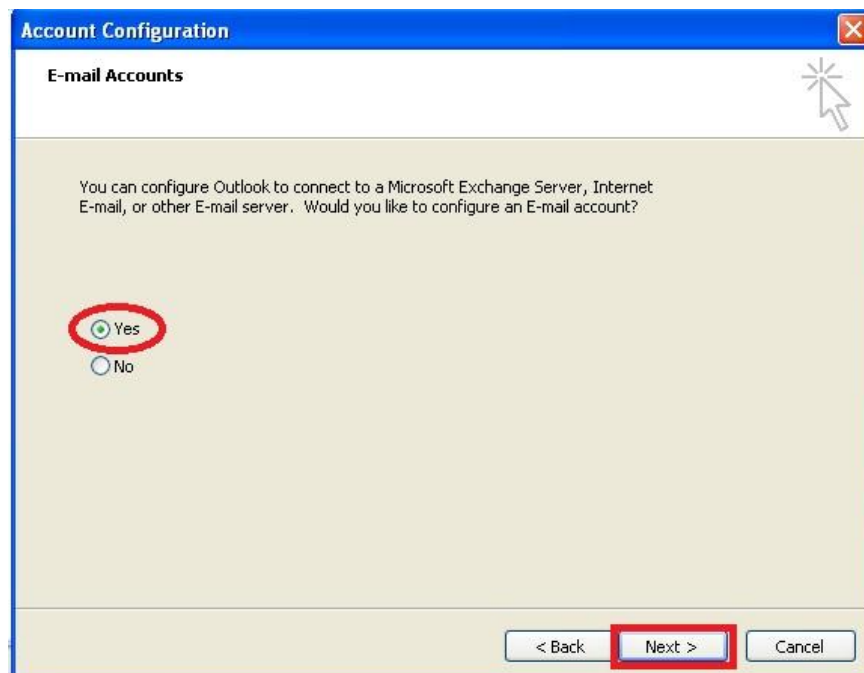 Account Configuration
E-mail Accounts
You can configure Outlook to connect to a Microsoft Exchange Server, Internet
E-mail, or other E-mail server. Would you like to configure an E-mail account?
Yes
No
< Back Next > Cancel